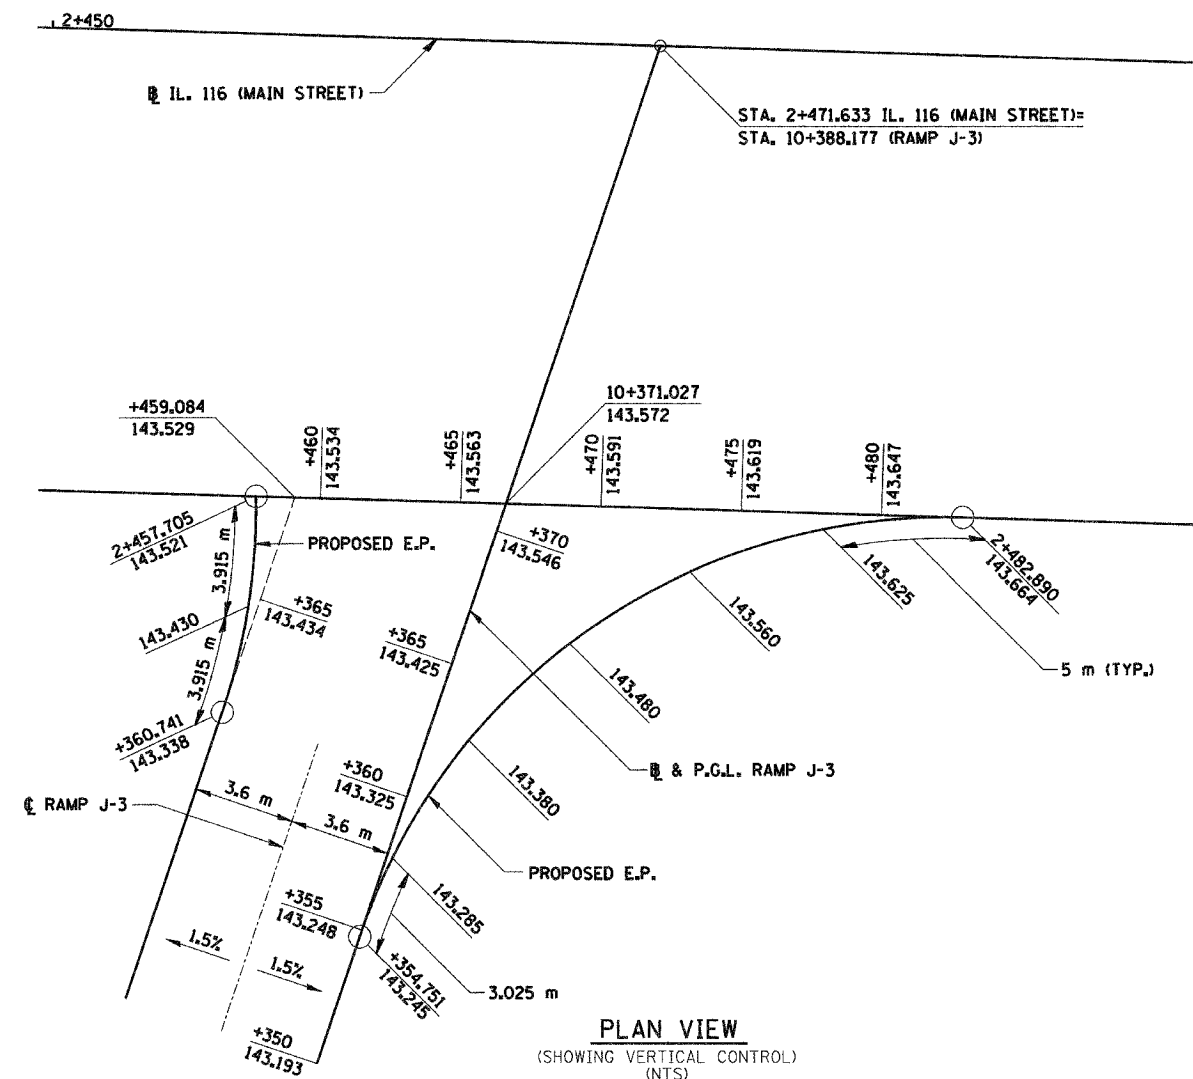 2+450
℄ IL. 116 (MAIN STREET)
STA. 2+471.633 IL. 116 (MAIN STREET)=
STA. 10+388.177 (RAMP J-3)
+459.084
143.529
+460
143.534
+465
143.563
10+371.027
143.572
+470
143.591
+475
143.619
+480
143.647
2+457.705
143.521
3.915 m
PROPOSED E.P.
+370
143.546
2+482.890
143.664
143.625
143.560
5 m (TYP.)
143.430
+365
143.434
+365
143.425
3.915 m
143.480
+360.741
143.338
+360
143.325
143.380
℄ & P.G.L. RAMP J-3
℄ RAMP J-3
3.6 m
3.6 m
PROPOSED E.P.
+355
143.248
143.285
1.5%
1.5%
+354.751
143.245
3.025 m
+350
143.193
PLAN VIEW
(SHOWING VERTICAL CONTROL)
(NTS)